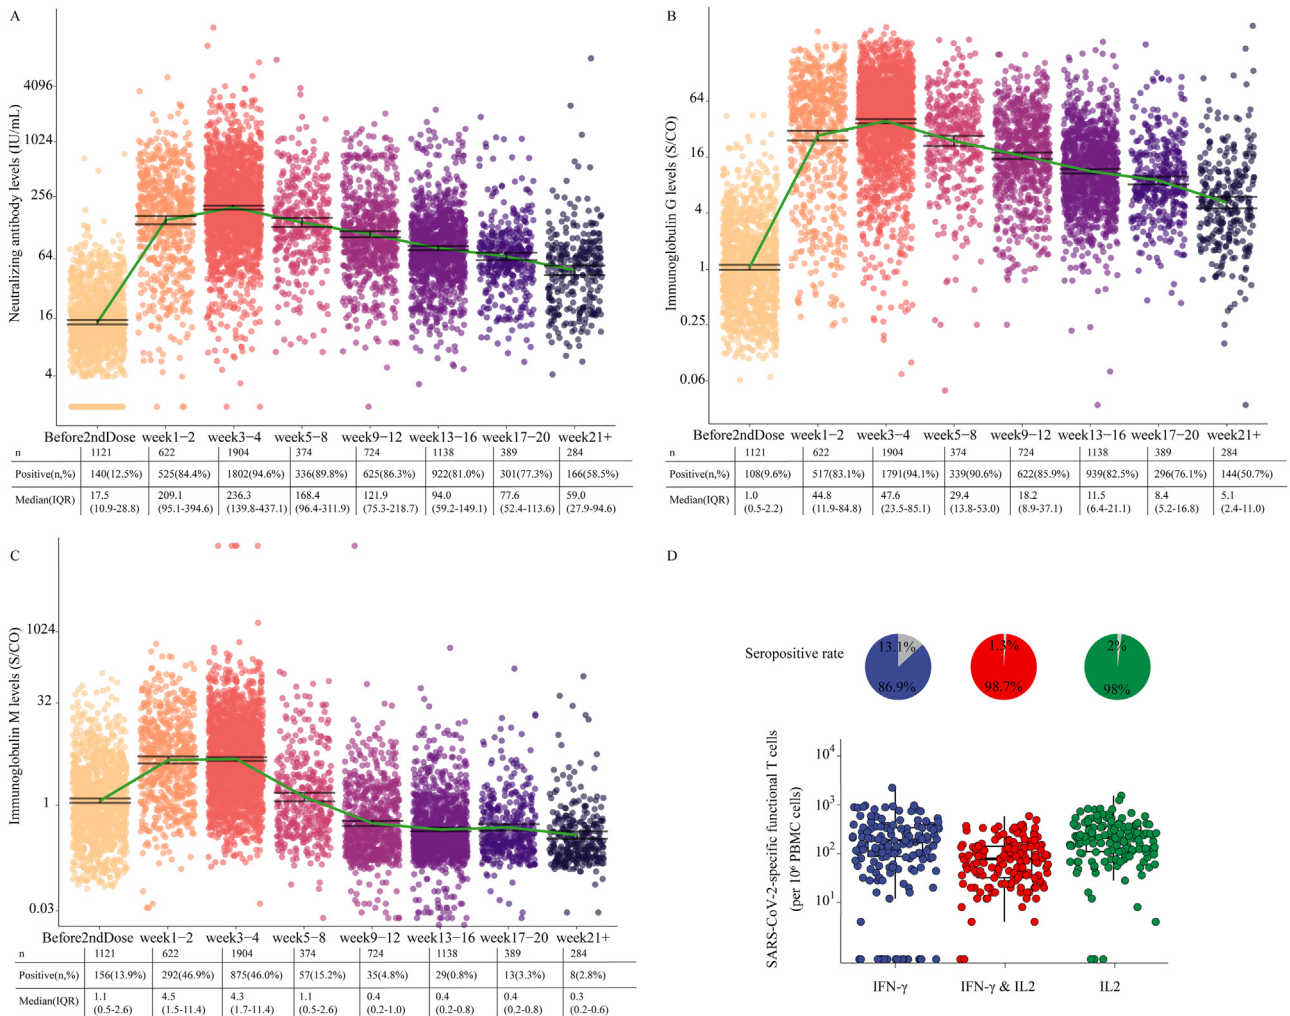 A
Neutralizing antibody levels (IU/mL)
4096
1024
256
64
16
4
Before2ndDose week1−2 week3−4 week5−8 week9−12 week13−16 week17−20 week21+
n 1121 622 1904 374 724 1138 389 284
Positive(n,%) 140(12.5%) 525(84.4%) 1802(94.6%) 336(89.8%) 625(86.3%) 922(81.0%) 301(77.3%) 166(58.5%)
Median(IQR) 17.5 209.1 236.3 168.4 121.9 94.0 77.6 59.0
(10.9-28.8) (95.1-394.6) (139.8-437.1) (96.4-311.9) (75.3-218.7) (59.2-149.1) (52.4-113.6) (27.9-94.6)
B
Immunoglobulin G levels (S/CO)
64
16
4
1
0.25
0.06
Before2ndDose week1−2 week3−4 week5−8 week9−12 week13−16 week17−20 week21+
n 1121 622 1904 374 724 1138 389 284
Positive(n,%) 108(9.6%) 517(83.1%) 1791(94.1%) 339(90.6%) 622(85.9%) 939(82.5%) 296(76.1%) 144(50.7%)
Median(IQR) 1.0 44.8 47.6 29.4 18.2 11.5 8.4 5.1
(0.5-2.2) (11.9-84.8) (23.5-85.1) (13.8-53.0) (8.9-37.1) (6.4-21.1) (5.2-16.8) (2.4-11.0)
C
Immunoglobulin M levels (S/CO)
1024
32
1
0.03
Before2ndDose week1−2 week3−4 week5−8 week9−12 week13−16 week17−20 week21+
n 1121 622 1904 374 724 1138 389 284
Positive(n,%) 156(13.9%) 292(46.9%) 875(46.0%) 57(15.2%) 35(4.8%) 29(0.8%) 13(3.3%) 8(2.8%)
Median(IQR) 1.1 4.5 4.3 1.1 0.4 0.4 0.4 0.3
(0.5-2.6) (1.5-11.4) (1.7-11.4) (0.5-2.6) (0.2-1.0) (0.2-0.8) (0.2-0.8) (0.2-0.6)
D
Seropositive rate
13.1% 1.3% 2%
86.9% 98.7% 98%
SARS-CoV-2-specific functional T cells
(per 10⁶ PBMC cells)
10⁴
10³
10²
10¹
IFN-γ IFN-γ & IL2 IL2